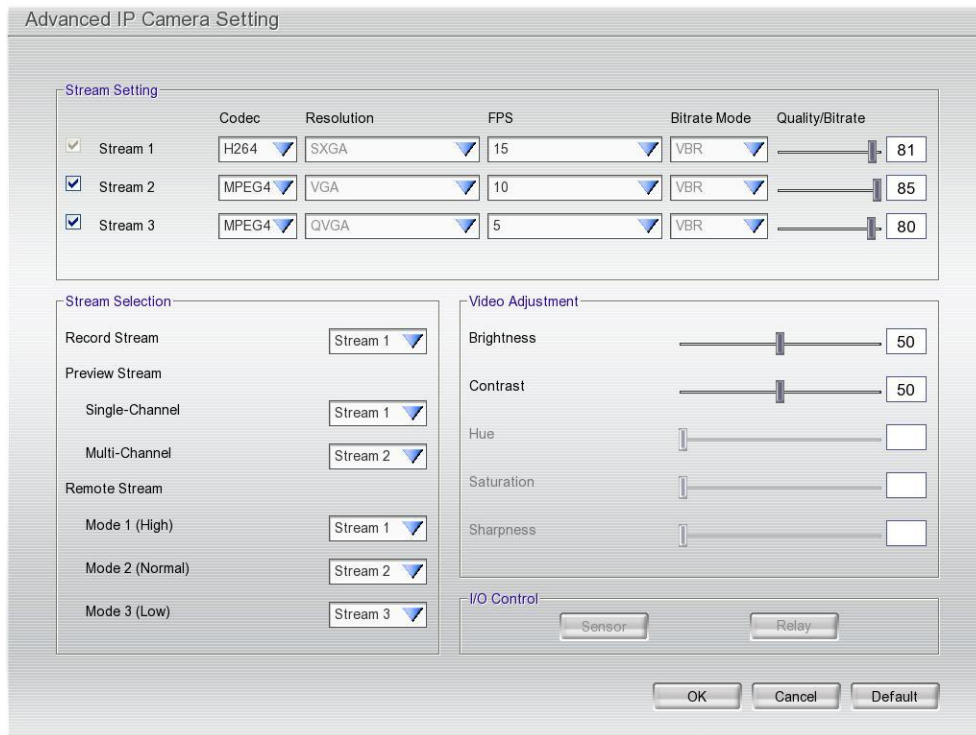 Advanced IP Camera Setting
Stream Setting
Codec Resolution FPS Bitrate Mode Quality/Bitrate
Stream 1 H264 SXGA 15 VBR 81
Stream 2 MPEG4 VGA 10 VBR 85
Stream 3 MPEG4 QVGA 5 VBR 80
Stream Selection
Record Stream Stream 1
Preview Stream
Single-Channel Stream 1
Multi-Channel Stream 2
Remote Stream
Mode 1 (High) Stream 1
Mode 2 (Normal) Stream 2
Mode 3 (Low) Stream 3
Video Adjustment
Brightness 50
Contrast 50
Hue
Saturation
Sharpness
I/O Control
Sensor Relay
OK Cancel Default